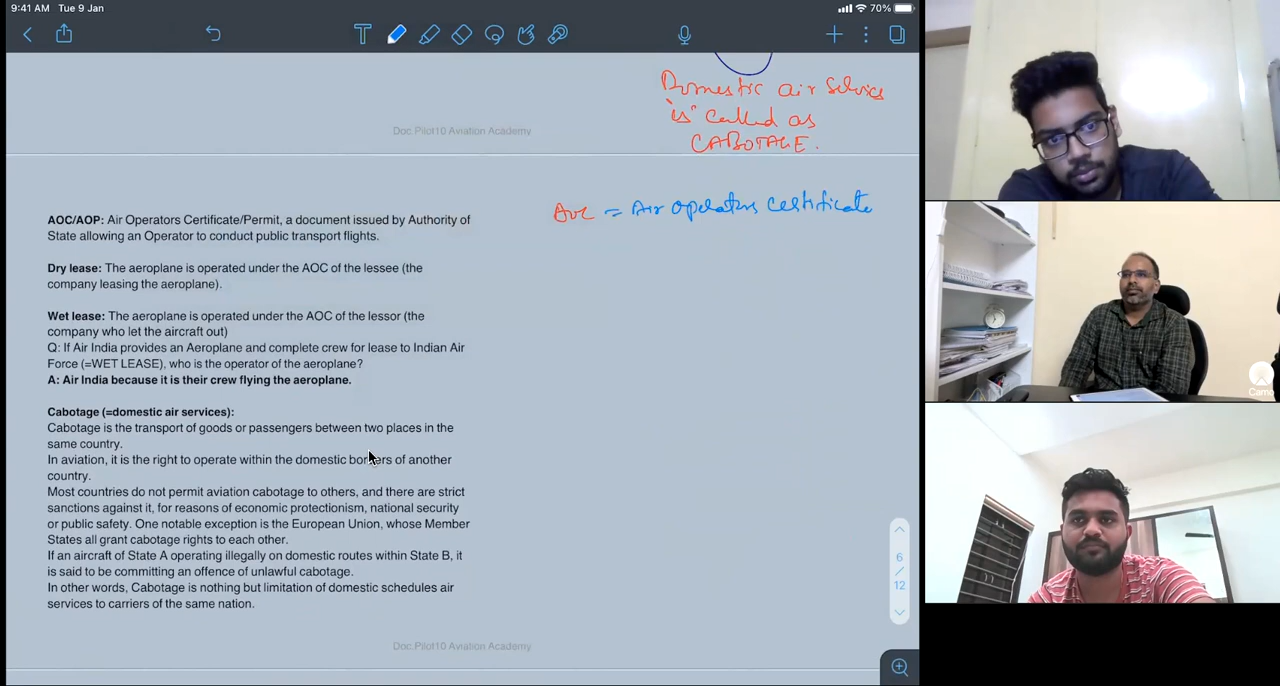 9:41 AM Tue 9 Jan
70%
Domestic air Service
"is" called as
CABOTAGE.
Doc.Pilot10 Aviation Academy
AOC = Air Operators Certificate
AOC/AOP: Air Operators Certificate/Permit, a document issued by Authority of
State allowing an Operator to conduct public transport flights.
Dry lease: The aeroplane is operated under the AOC of the lessee (the
company leasing the aeroplane).
Wet lease: The aeroplane is operated under the AOC of the lessor (the
company who let the aircraft out)
Q: If Air India provides an Aeroplane and complete crew for lease to Indian Air
Force (=WET LEASE), who is the operator of the aeroplane?
A: Air India because it is their crew flying the aeroplane.
Cabotage (=domestic air services):
Cabotage is the transport of goods or passengers between two places in the
same country.
In aviation, it is the right to operate within the domestic borders of another
country.
Most countries do not permit aviation cabotage to others, and there are strict
sanctions against it, for reasons of economic protectionism, national security
or public safety. One notable exception is the European Union, whose Member
States all grant cabotage rights to each other.
If an aircraft of State A operating illegally on domestic routes within State B, it
is said to be committing an offence of unlawful cabotage.
In other words, Cabotage is nothing but limitation of domestic schedules air
services to carriers of the same nation.
6
/
12
Doc.Pilot10 Aviation Academy
Camo